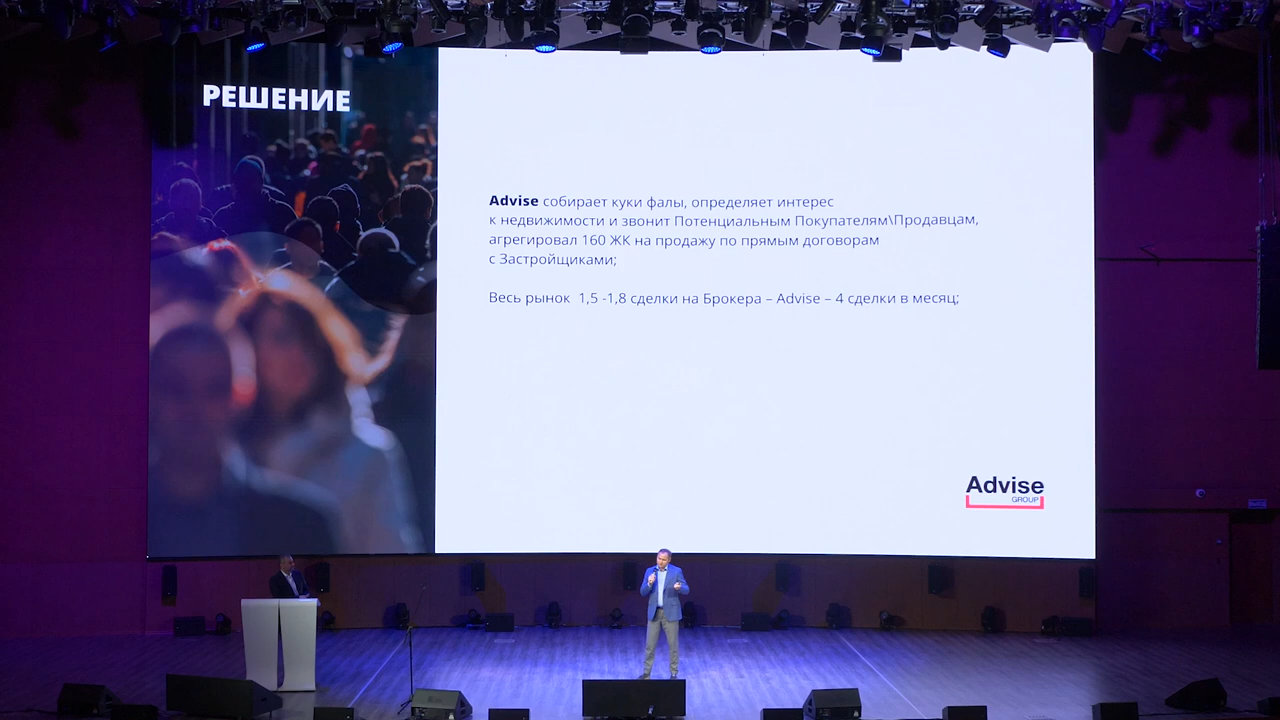 РЕШЕНИЕ
Advise собирает куки фалы, определяет интерес
к недвижимости и звонит Потенциальным Покупателям\Продавцам,
агрегировал 160 ЖК на продажу по прямым договорам
с Застройщиками;
Весь рынок 1,5 -1,8 сделки на Брокера – Advise – 4 сделки в месяц;
Advise
GROUP